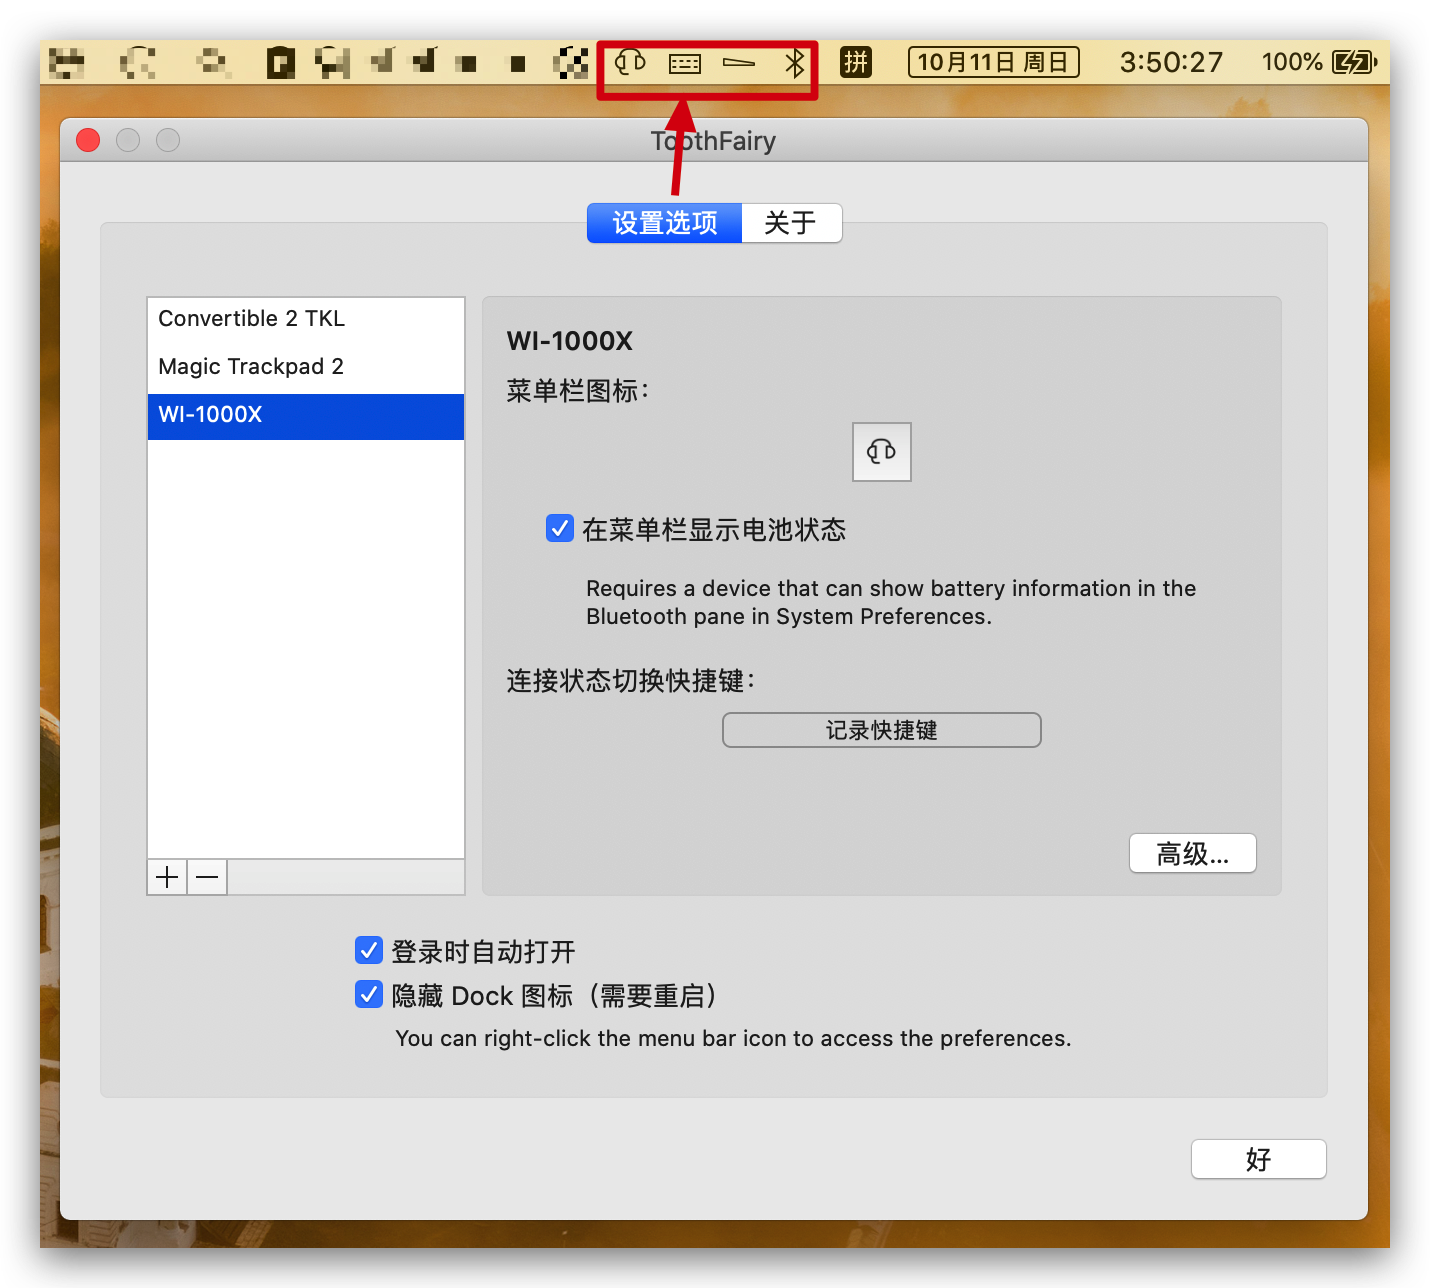 拼 10月11日 周日 3:50:27 100%
ToothFairy
设置选项 关于
Convertible 2 TKL
Magic Trackpad 2
WI-1000X
WI-1000X
菜单栏图标：
在菜单栏显示电池状态
Requires a device that can show battery information in the
Bluetooth pane in System Preferences.
连接状态切换快捷键：
记录快捷键
高级...
登录时自动打开
隐藏 Dock 图标（需要重启）
You can right-click the menu bar icon to access the preferences.
好